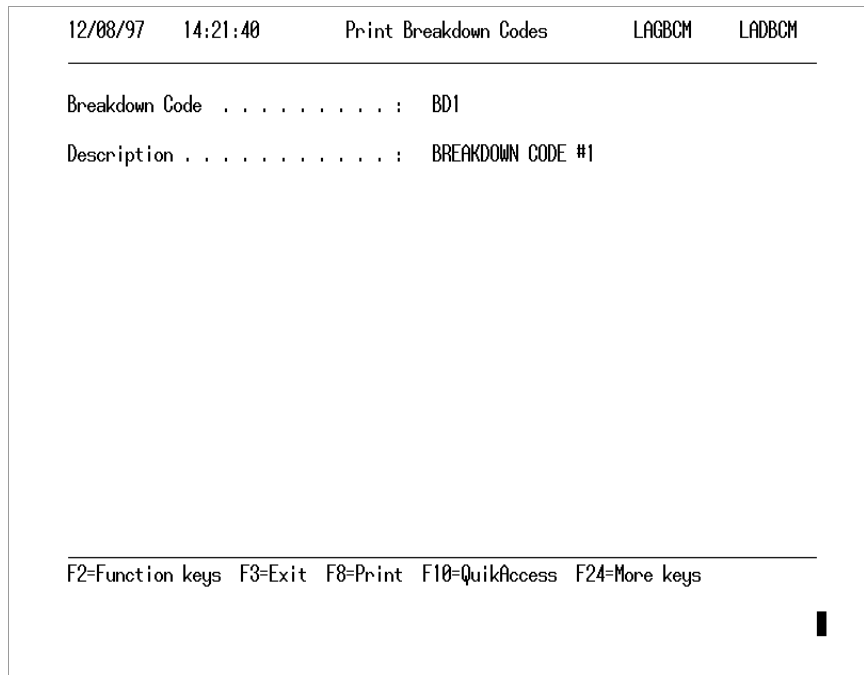 12/08/97 14:21:40 Print Breakdown Codes LAGBCM LADBCM
Breakdown Code . . . . . . . . . : BD1
Description . . . . . . . . . . . : BREAKDOWN CODE #1
F2=Function keys F3=Exit F8=Print F10=QuikAccess F24=More keys